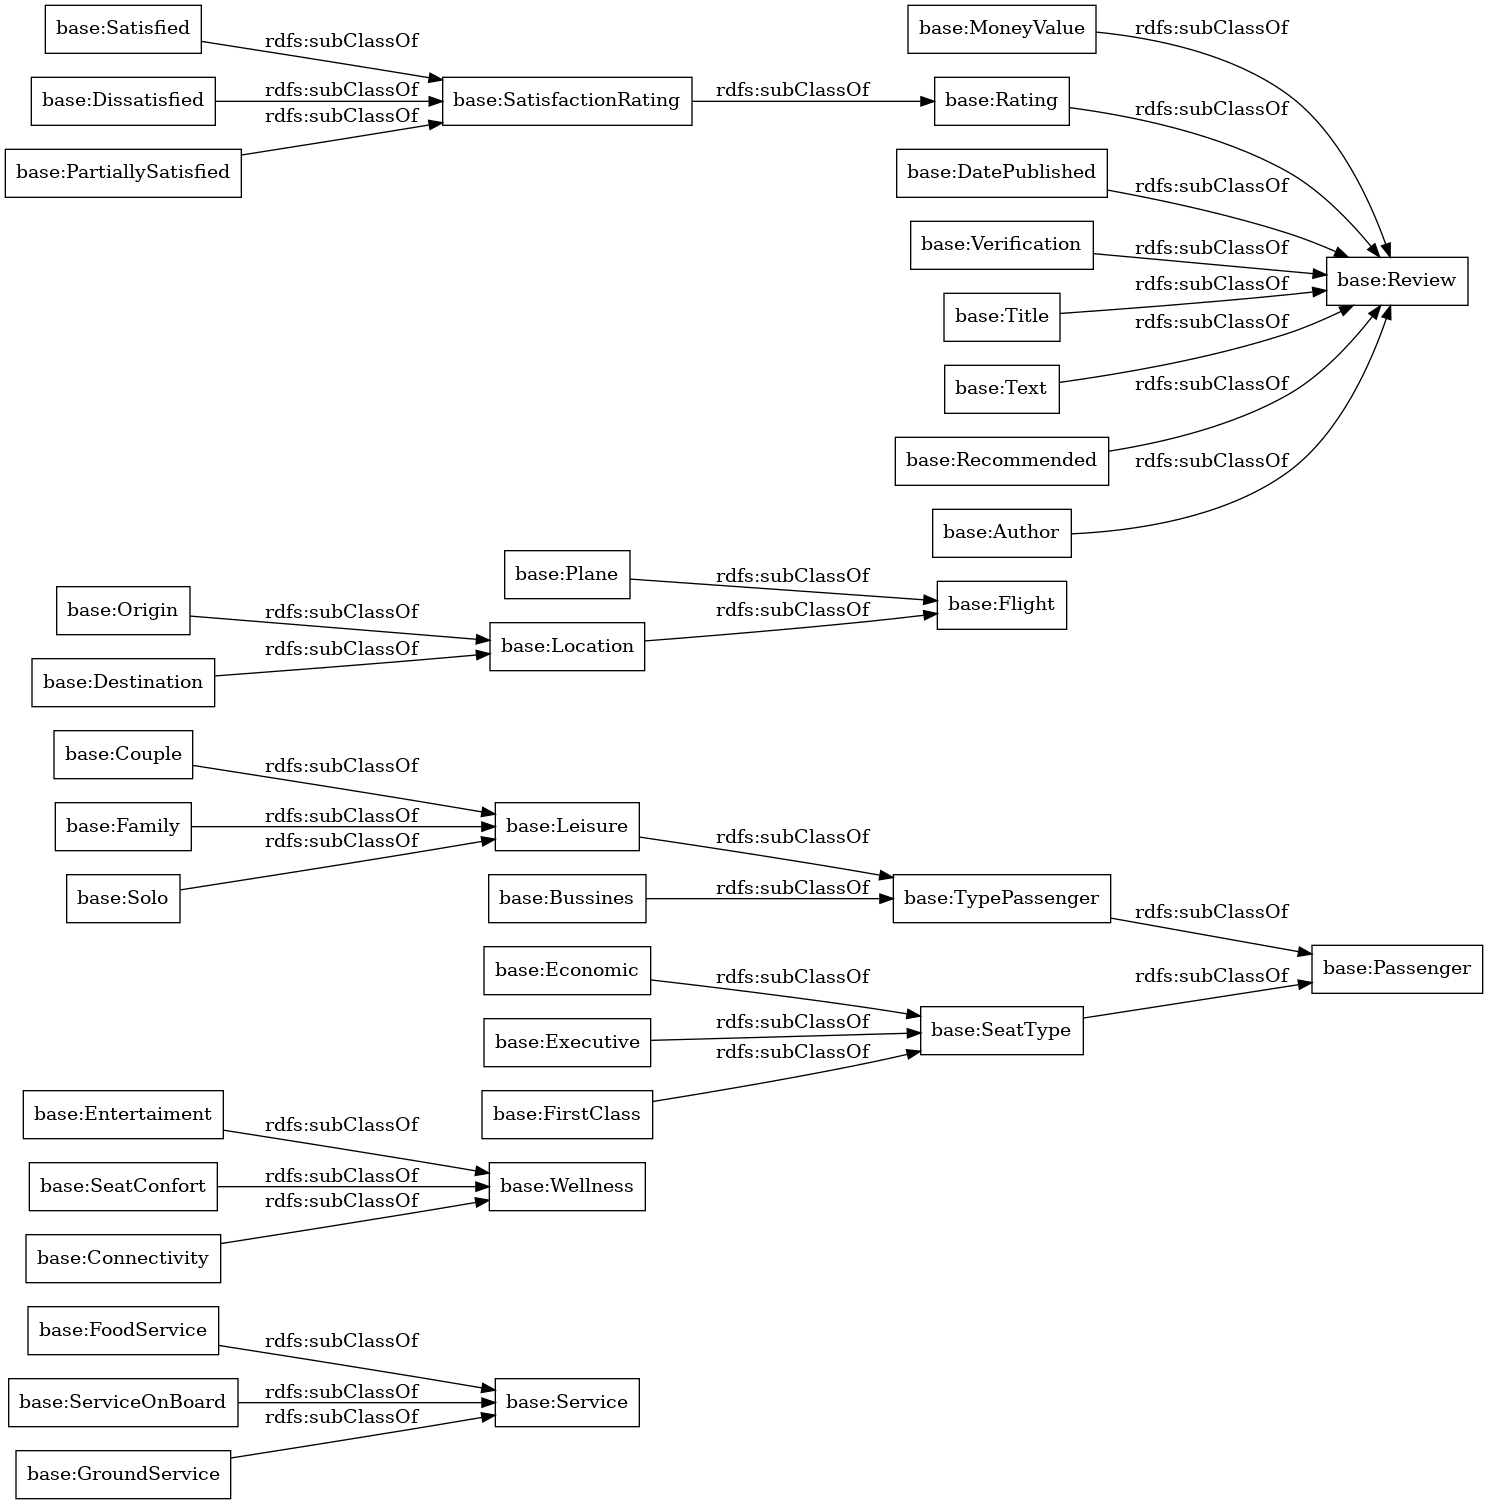 base:Satisfied
rdfs:subClassOf
base:Dissatisfied
rdfs:subClassOf
rdfs:subClassOf
base:PartiallySatisfied
base:SatisfactionRating
rdfs:subClassOf
base:MoneyValue
rdfs:subClassOf
base:Rating
rdfs:subClassOf
base:DatePublished
rdfs:subClassOf
base:Verification
rdfs:subClassOf
base:Title
rdfs:subClassOf
base:Text
rdfs:subClassOf
base:Recommended
rdfs:subClassOf
base:Author
rdfs:subClassOf
base:Review
base:Plane
rdfs:subClassOf
base:Origin
rdfs:subClassOf
base:Destination
rdfs:subClassOf
base:Location
rdfs:subClassOf
base:Flight
base:Couple
rdfs:subClassOf
base:Family
rdfs:subClassOf
rdfs:subClassOf
base:Solo
base:Leisure
rdfs:subClassOf
base:Bussines
rdfs:subClassOf
base:TypePassenger
rdfs:subClassOf
base:Economic
rdfs:subClassOf
base:Executive
rdfs:subClassOf
rdfs:subClassOf
base:FirstClass
base:SeatType
rdfs:subClassOf
base:Passenger
base:Entertaiment
rdfs:subClassOf
base:SeatConfort
rdfs:subClassOf
rdfs:subClassOf
base:Connectivity
base:Wellness
base:FoodService
rdfs:subClassOf
base:ServiceOnBoard
rdfs:subClassOf
rdfs:subClassOf
base:GroundService
base:Service